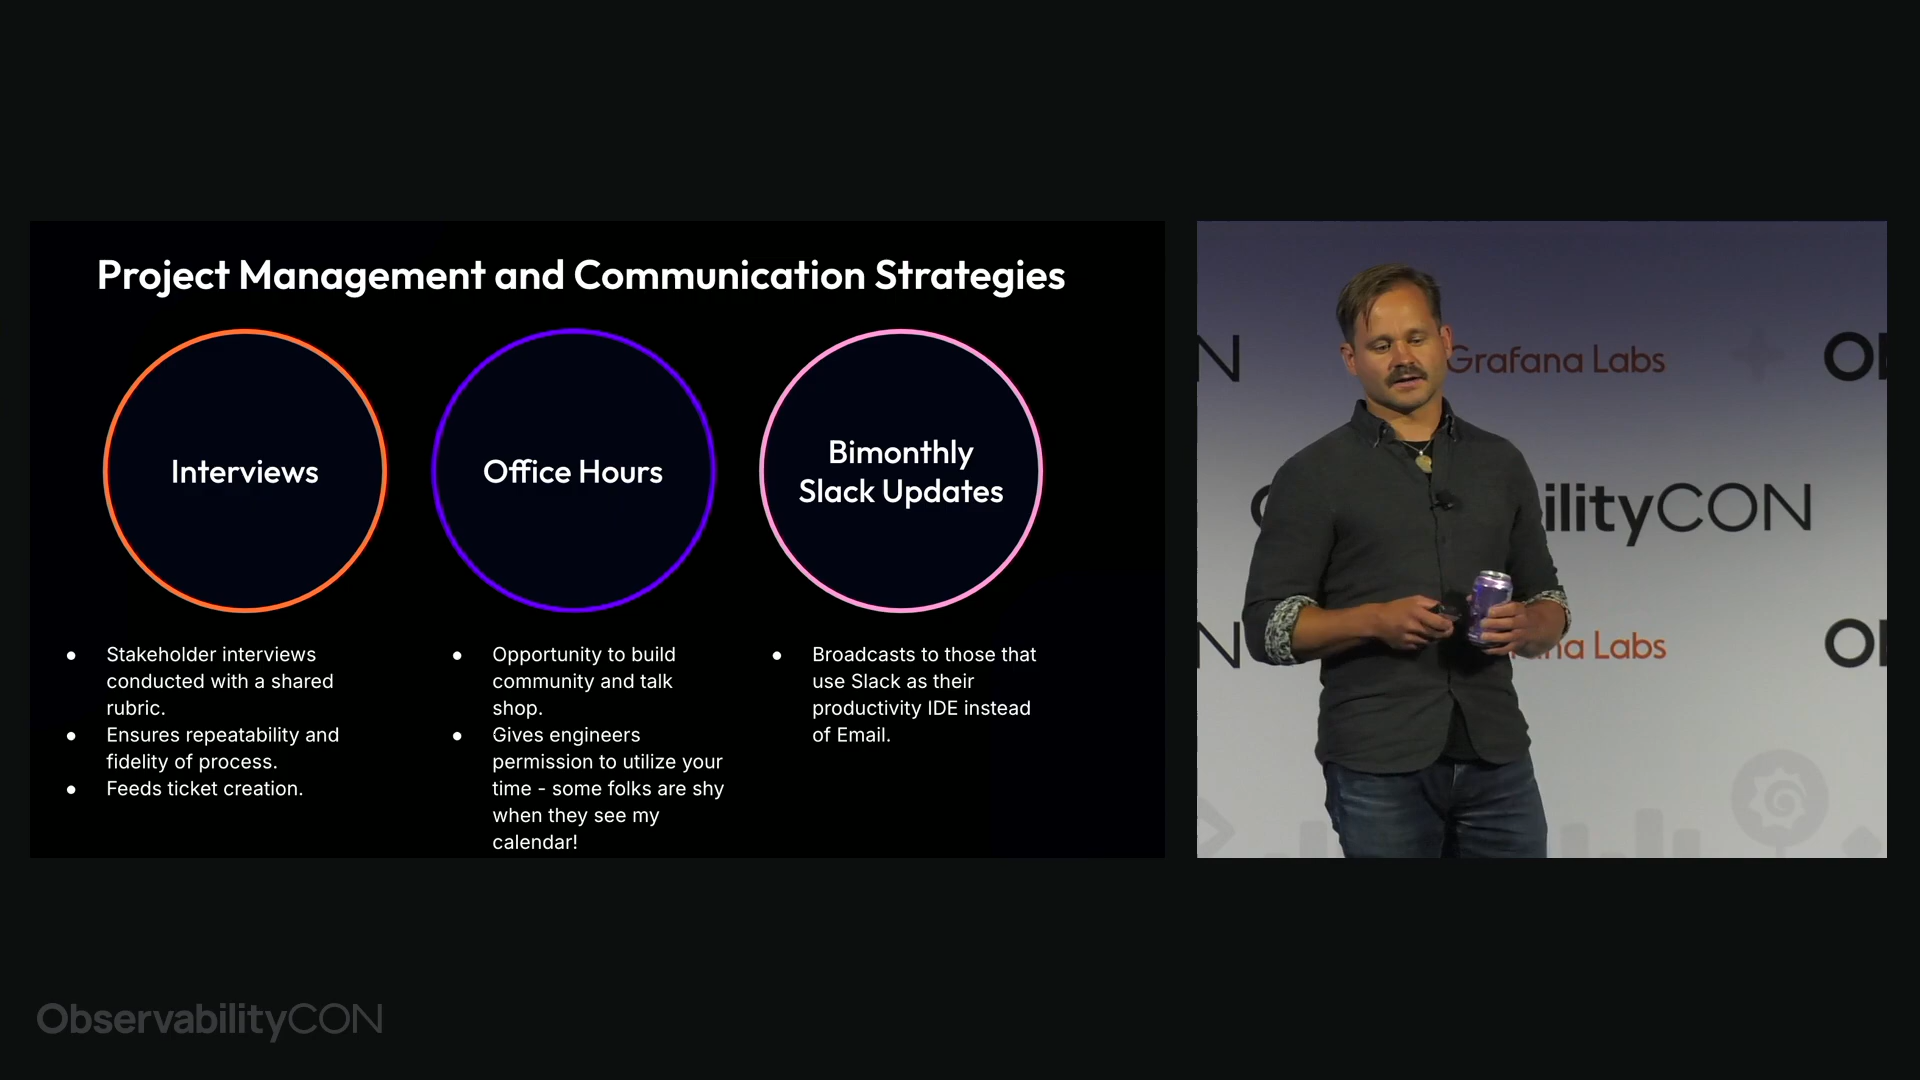 Project Management and Communication Strategies
Interviews
Office Hours
Bimonthly
Slack Updates
● Stakeholder interviews
conducted with a shared
rubric.
● Ensures repeatability and
fidelity of process.
● Feeds ticket creation.
● Opportunity to build
community and talk
shop.
● Gives engineers
permission to utilize your
time - some folks are shy
when they see my
calendar!
● Broadcasts to those that
use Slack as their
productivity IDE instead
of Email.
N
Grafana Labs
Ob
ilityCON
N
na Labs
Ob
ObservabilityCON